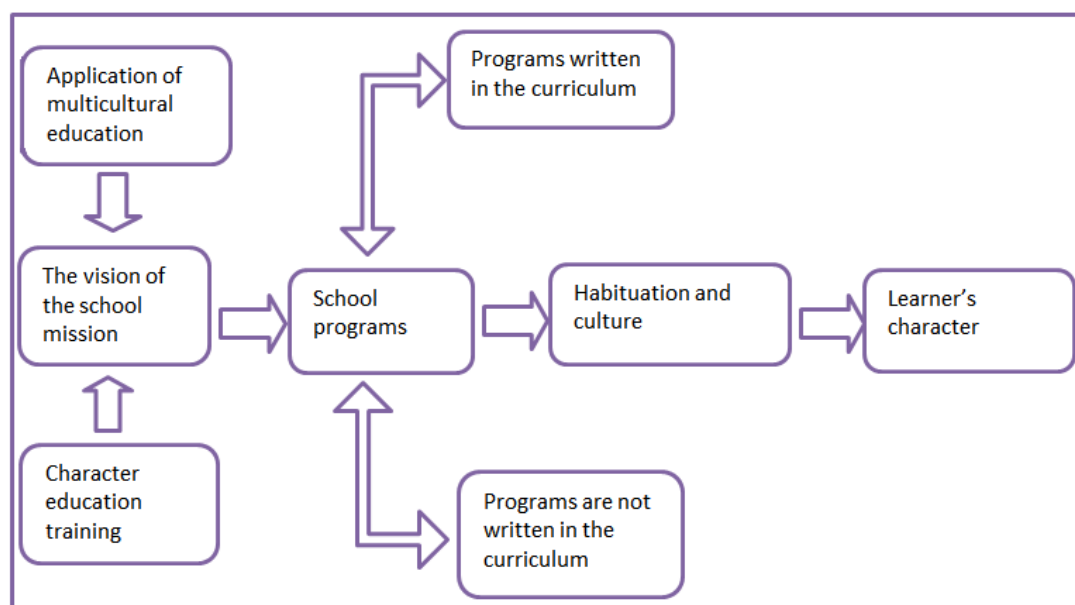 Application of
multicultural
education
Programs written
in the curriculum
The vision of
the school
mission
School
programs
Habituation and
culture
Learner's
character
Character
education
training
Programs are not
written in the
curriculum